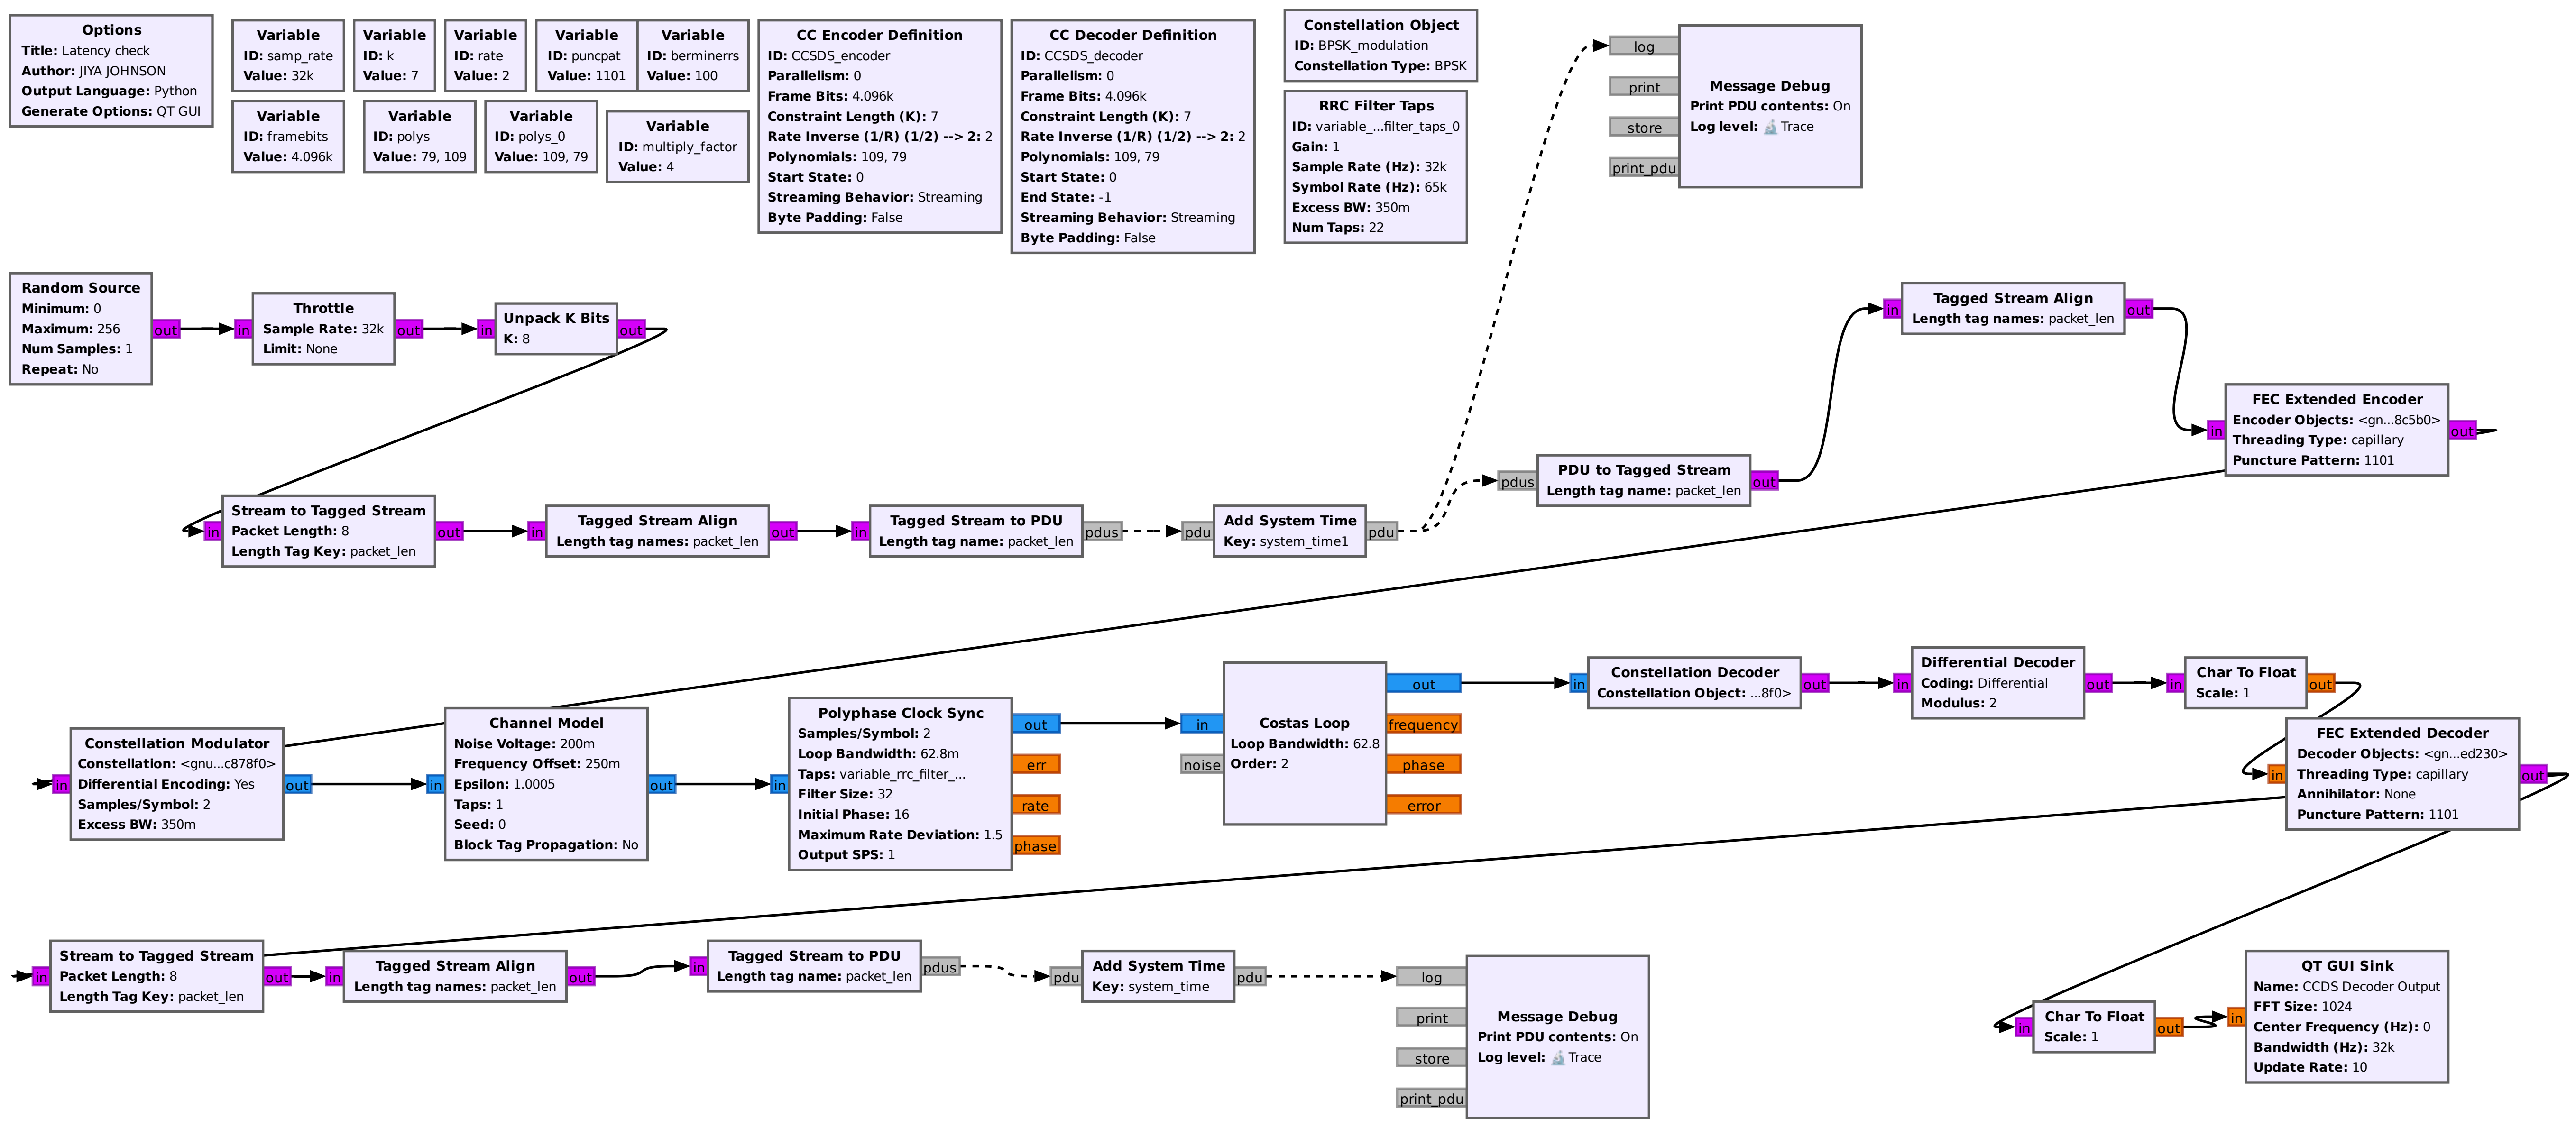 Options
Title: Latency check
Author: JIYA JOHNSON
Output Language: Python
Generate Options: QT GUI
Variable
ID: samp_rate
Value: 32k
Variable
ID: k
Value: 7
Variable
ID: rate
Value: 2
Variable
ID: puncpat
Value: 1101
Variable
ID: berminerrs
Value: 100
Variable
ID: framebits
Value: 4.096k
Variable
ID: polys
Value: 79, 109
Variable
ID: polys_0
Value: 109, 79
Variable
ID: multiply_factor
Value: 4
CC Encoder Definition
ID: CCSDS_encoder
Parallelism: 0
Frame Bits: 4.096k
Constraint Length (K): 7
Rate Inverse (1/R) (1/2) --> 2: 2
Polynomials: 109, 79
Start State: 0
Streaming Behavior: Streaming
Byte Padding: False
CC Decoder Definition
ID: CCSDS_decoder
Parallelism: 0
Frame Bits: 4.096k
Constraint Length (K): 7
Rate Inverse (1/R) (1/2) --> 2: 2
Polynomials: 109, 79
Start State: 0
End State: -1
Streaming Behavior: Streaming
Byte Padding: False
Constellation Object
ID: BPSK_modulation
Constellation Type: BPSK
RRC Filter Taps
ID: variable_...filter_taps_0
Gain: 1
Sample Rate (Hz): 32k
Symbol Rate (Hz): 65k
Excess BW: 350m
Num Taps: 22
log
print
store
print_pdu
Message Debug
Print PDU contents: On
Log level: Trace
Random Source
Minimum: 0
Maximum: 256
Num Samples: 1
Repeat: No
out
in
Throttle
Sample Rate: 32k
Limit: None
out
in
Unpack K Bits
K: 8
out
in
Stream to Tagged Stream
Packet Length: 8
Length Tag Key: packet_len
out
in
Tagged Stream Align
Length tag names: packet_len
out
in
Tagged Stream to PDU
Length tag name: packet_len
pdus
pdu
Add System Time
Key: system_time1
pdu
pdus
PDU to Tagged Stream
Length tag name: packet_len
out
in
Tagged Stream Align
Length tag names: packet_len
out
in
FEC Extended Encoder
Encoder Objects: <gn...8c5b0>
Threading Type: capillary
Puncture Pattern: 1101
out
in
Constellation Modulator
Constellation: <gnu...c878f0>
Differential Encoding: Yes
Samples/Symbol: 2
Excess BW: 350m
out
in
Channel Model
Noise Voltage: 200m
Frequency Offset: 250m
Epsilon: 1.0005
Taps: 1
Seed: 0
Block Tag Propagation: No
out
in
Polyphase Clock Sync
Samples/Symbol: 2
Loop Bandwidth: 62.8m
Taps: variable_rrc_filter_...
Filter Size: 32
Initial Phase: 16
Maximum Rate Deviation: 1.5
Output SPS: 1
out
err
rate
phase
in
noise
Costas Loop
Loop Bandwidth: 62.8
Order: 2
out
frequency
phase
error
in
Constellation Decoder
Constellation Object: ...8f0>
out
in
Differential Decoder
Coding: Differential
Modulus: 2
out
in
Char To Float
Scale: 1
out
in
FEC Extended Decoder
Decoder Objects: <gn...ed230>
Threading Type: capillary
Annihilator: None
Puncture Pattern: 1101
out
in
Stream to Tagged Stream
Packet Length: 8
Length Tag Key: packet_len
out
in
Tagged Stream Align
Length tag names: packet_len
out
in
Tagged Stream to PDU
Length tag name: packet_len
pdus
pdu
Add System Time
Key: system_time
pdu
log
print
store
print_pdu
Message Debug
Print PDU contents: On
Log level: Trace
in
Char To Float
Scale: 1
out
in
QT GUI Sink
Name: CCDS Decoder Output
FFT Size: 1024
Center Frequency (Hz): 0
Bandwidth (Hz): 32k
Update Rate: 10